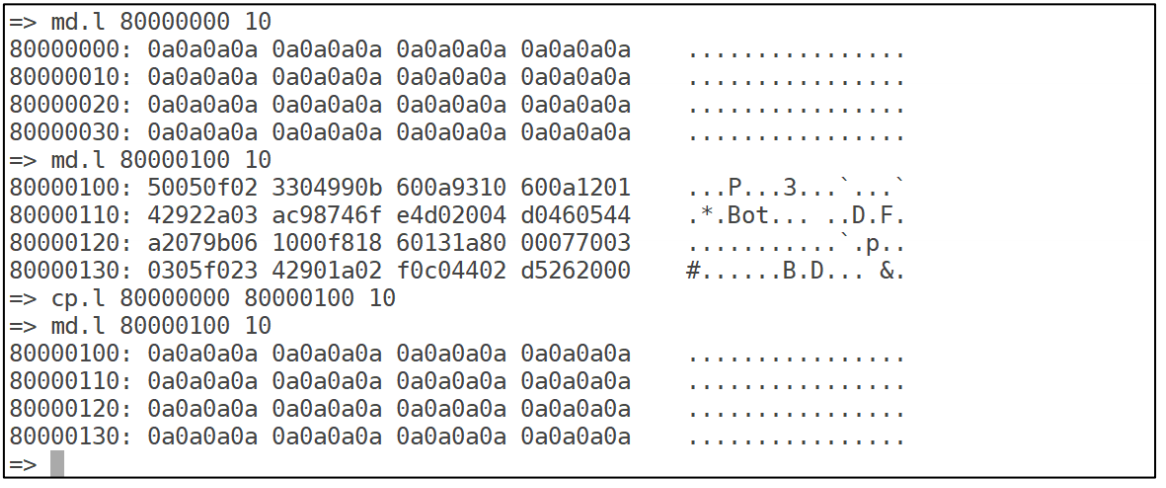 => md.l 80000000 10
80000000: 0a0a0a0a 0a0a0a0a 0a0a0a0a 0a0a0a0a    ................
80000010: 0a0a0a0a 0a0a0a0a 0a0a0a0a 0a0a0a0a    ................
80000020: 0a0a0a0a 0a0a0a0a 0a0a0a0a 0a0a0a0a    ................
80000030: 0a0a0a0a 0a0a0a0a 0a0a0a0a 0a0a0a0a    ................
=> md.l 80000100 10
80000100: 50050f02 3304990b 600a9310 600a1201    ...P...3...`...`
80000110: 42922a03 ac98746f e4d02004 d0460544    .*.Bot... ..D.F.
80000120: a2079b06 1000f818 60131a80 00077003    ...........`.p..
80000130: 0305f023 42901a02 f0c04402 d5262000    #......B.D... &.
=> cp.l 80000000 80000100 10
=> md.l 80000100 10
80000100: 0a0a0a0a 0a0a0a0a 0a0a0a0a 0a0a0a0a    ................
80000110: 0a0a0a0a 0a0a0a0a 0a0a0a0a 0a0a0a0a    ................
80000120: 0a0a0a0a 0a0a0a0a 0a0a0a0a 0a0a0a0a    ................
80000130: 0a0a0a0a 0a0a0a0a 0a0a0a0a 0a0a0a0a    ................
=>